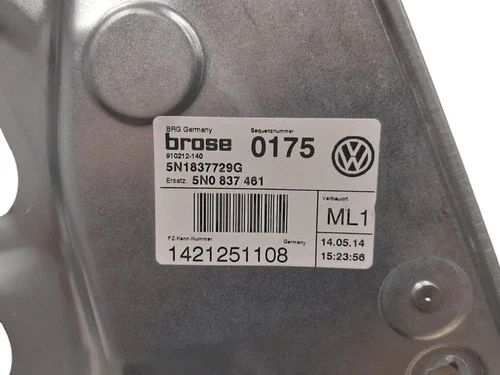 BRG Germany
brose
910212-140
Sequenznummer
0175
5N1837729G
Ersatz: 5N0 837 461
Verbauort
ML1
FZ-Kenn-Nummer
Germany
1421251108
14.05.14
15:23:56